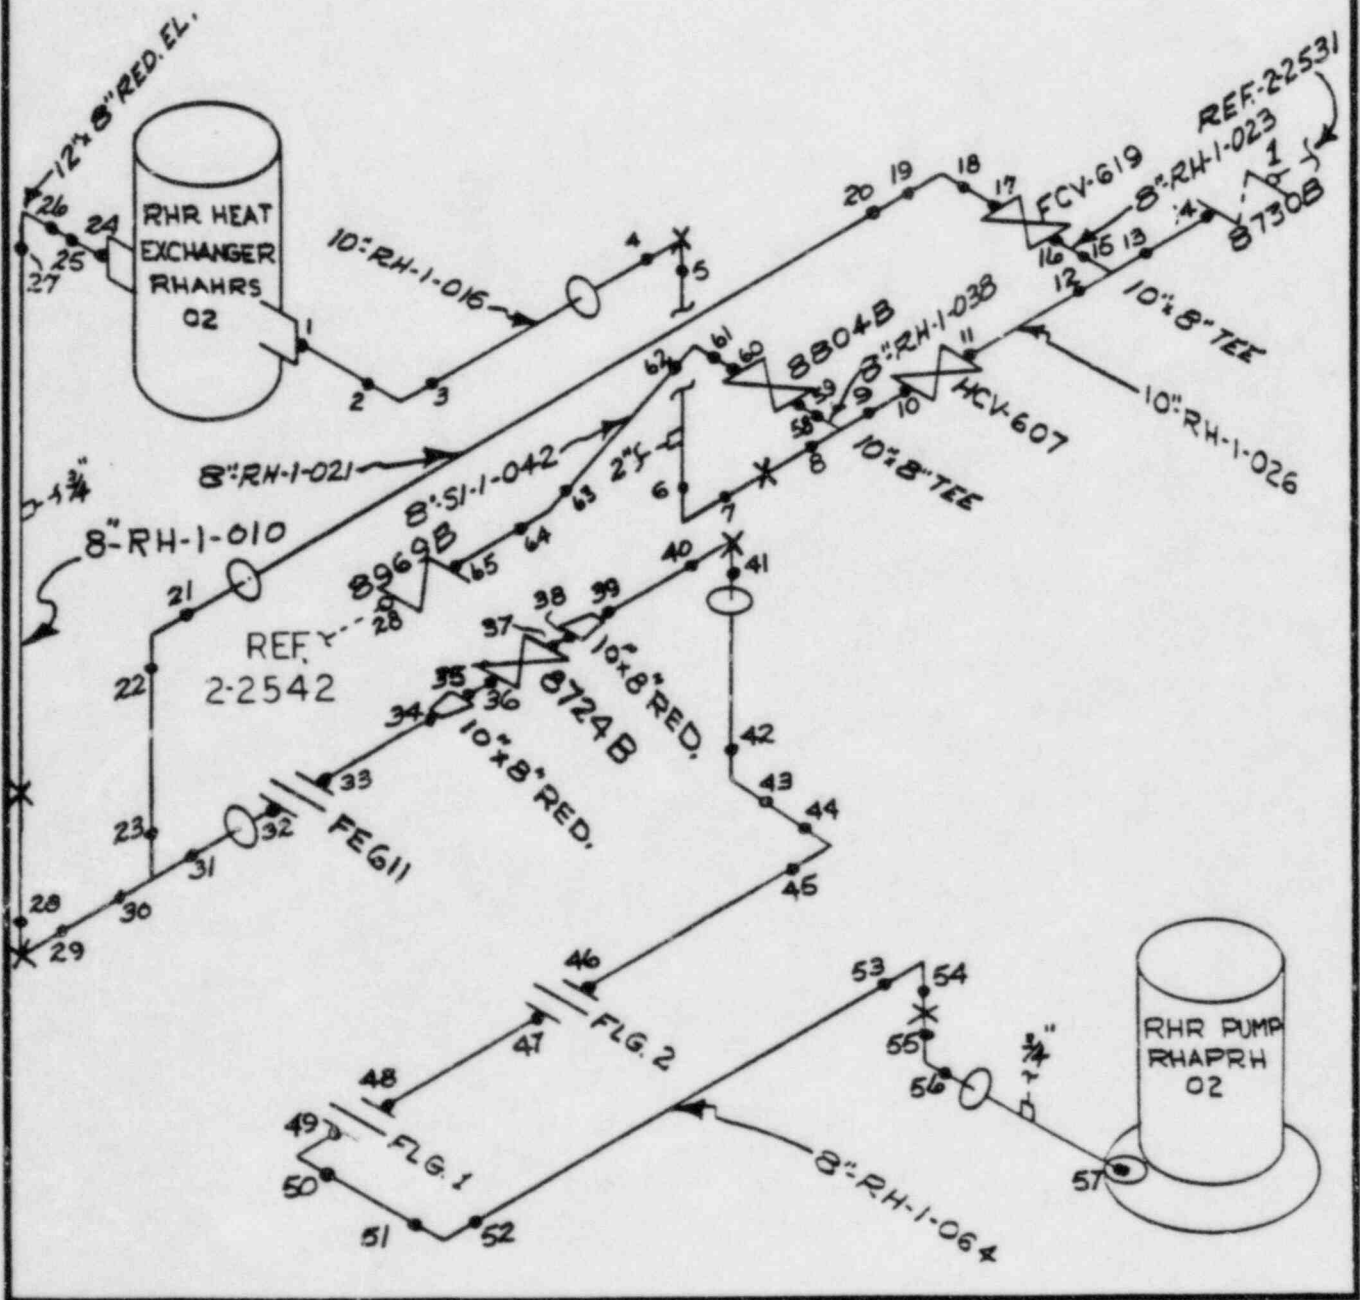 12"x 8" RED. EL.
REF.-2-2531
8"-RH-1-023
1
8730B
RHR HEAT
EXCHANGER
RHAHRS
02
26
24
25
27
10"-RH-1-016
4
5
20
19
18
17
FCV-619
16
15
13
14
12
10"x 8" TEE
1
2
3
62
61
60
8804B
8"-RH-1-038
59
58
9
10
11
HCV-607
10"-RH-1-026
8
10"x 8" TEE
8"-RH-1-021
8"-SI-1-042
2"
6
7
63
64
65
3/4"
8"-RH-1-010
8969B
28
REF.
2-2542
21
22
23
40
41
39
38
37
10"x 8" RED.
8724B
35
36
34
10"x 8" RED.
33
32
FE611
31
30
28
29
42
43
44
45
46
47
FLG. 2
48
49
FLG. 1
50
51
52
53
54
55
56
3/4"
57
8"-RH-1-064
RHR PUMP
RHAPRH
02